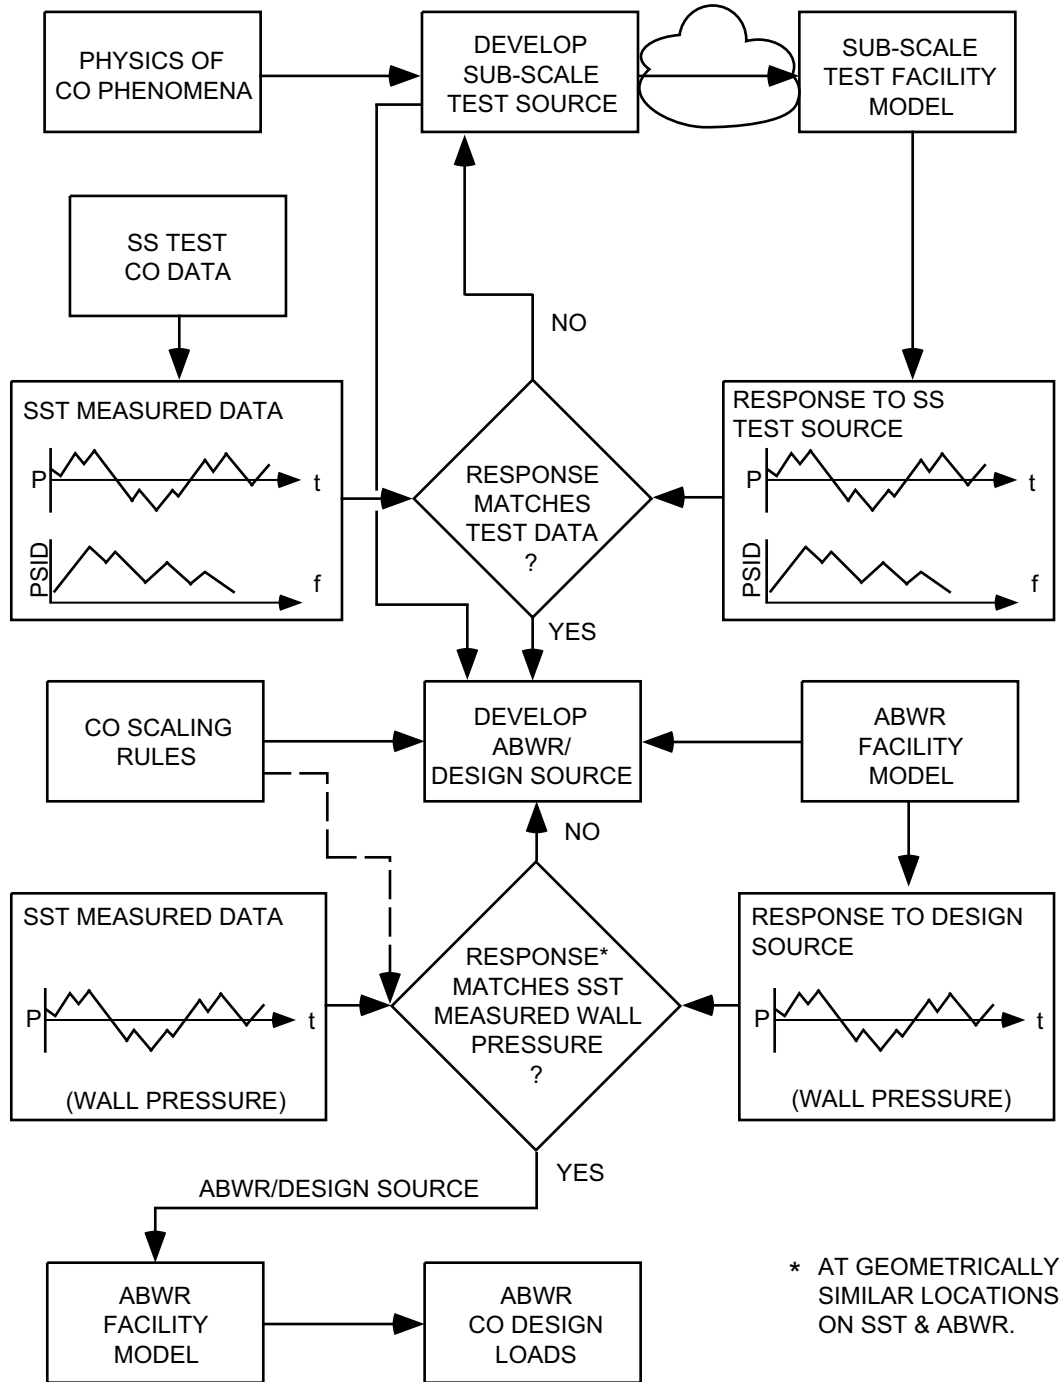 PHYSICS OF
CO PHENOMENA
DEVELOP
SUB-SCALE
TEST SOURCE
SUB-SCALE
TEST FACILITY
MODEL
SS TEST
CO DATA
NO
SST MEASURED DATA
P
t
PSID
f
RESPONSE
MATCHES
TEST DATA
?
RESPONSE TO SS
TEST SOURCE
P
t
PSID
f
YES
CO SCALING
RULES
DEVELOP
ABWR/
DESIGN SOURCE
ABWR
FACILITY
MODEL
NO
SST MEASURED DATA
P
t
(WALL PRESSURE)
RESPONSE*
MATCHES SST
MEASURED WALL
PRESSURE
?
RESPONSE TO DESIGN
SOURCE
P
t
(WALL PRESSURE)
YES
ABWR/DESIGN SOURCE
ABWR
FACILITY
MODEL
ABWR
CO DESIGN
LOADS
* AT GEOMETRICALLY
SIMILAR LOCATIONS
ON SST & ABWR.